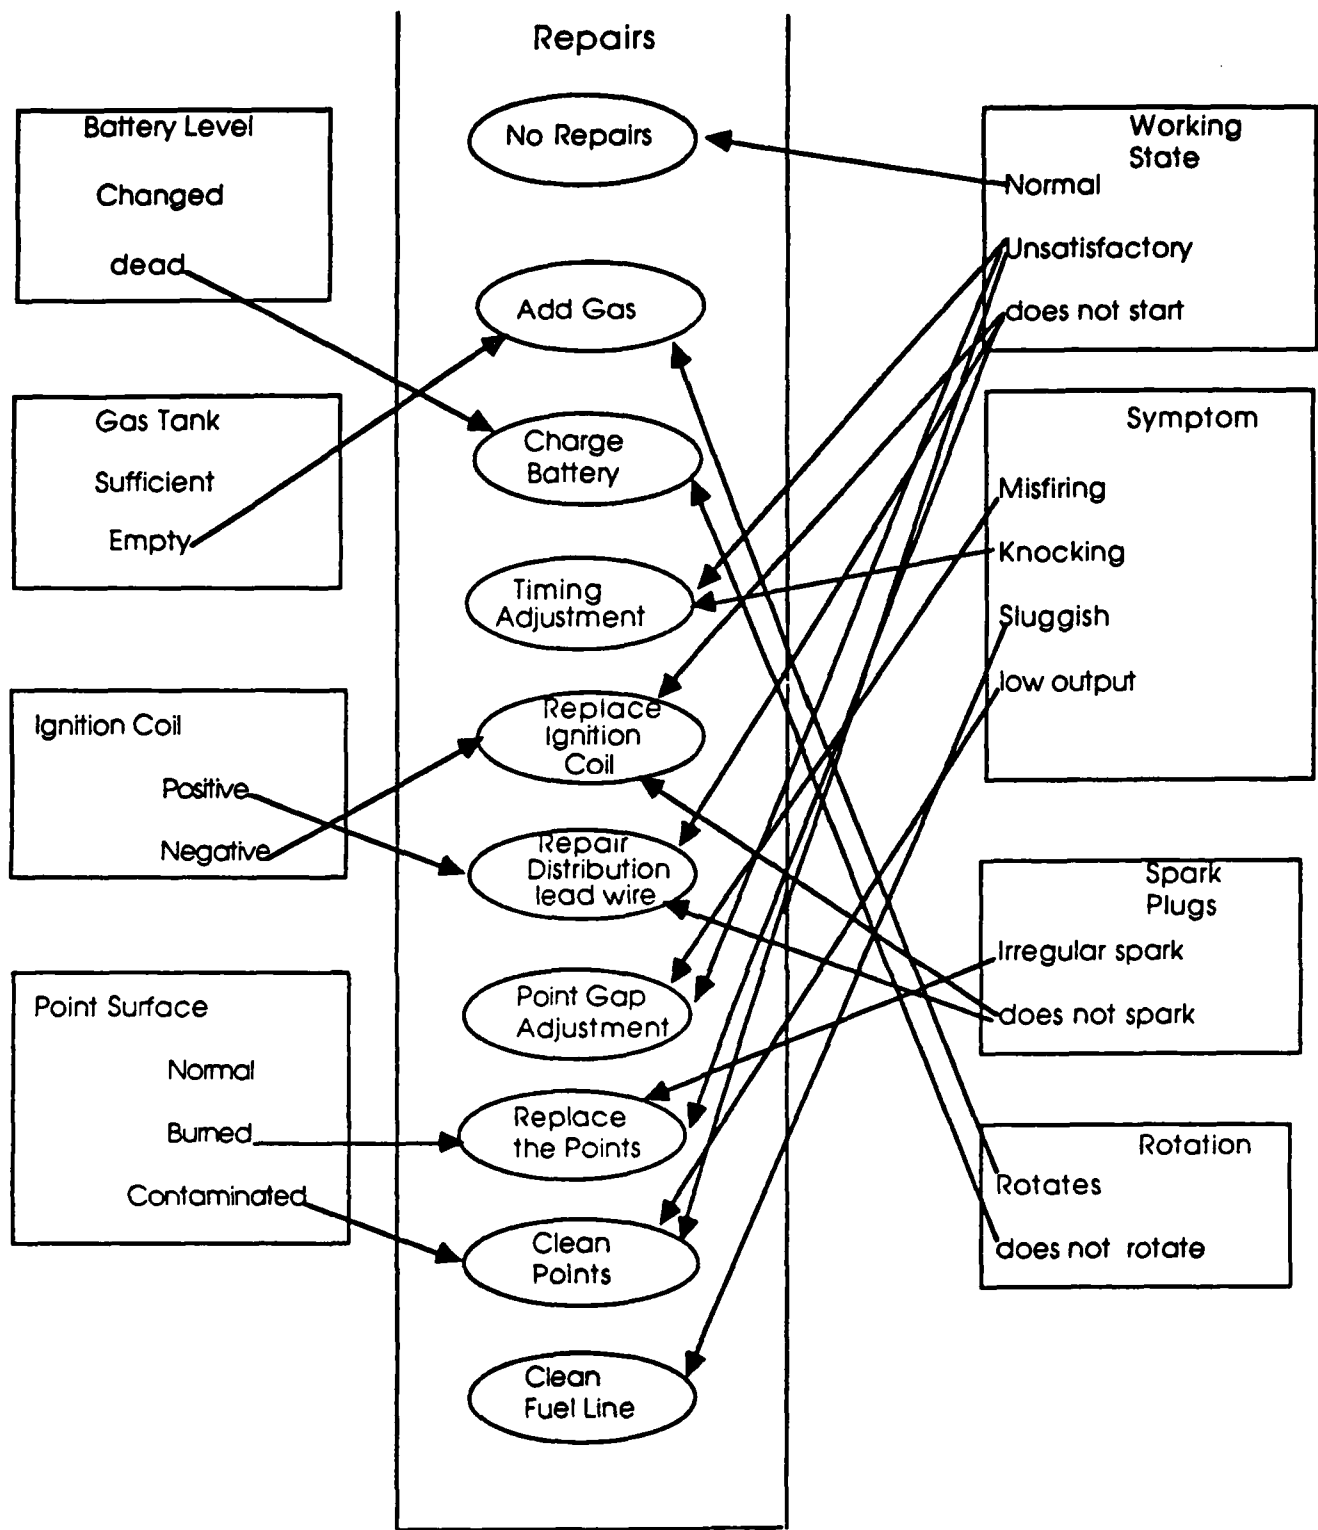 Repairs
Battery Level
Changed
dead
Gas Tank
Sufficient
Empty
Ignition Coil
Positive
Negative
Point Surface
Normal
Burned
Contaminated
No Repairs
Add Gas
Charge
Battery
Timing
Adjustment
Replace
Ignition
Coil
Repair
Distribution
lead wire
Point Gap
Adjustment
Replace
the Points
Clean
Points
Clean
Fuel Line
Working
State
Normal
Unsatisfactory
does not start
Symptom
Misfiring
Knocking
Sluggish
low output
Spark
Plugs
Irregular spark
does not spark
Rotation
Rotates
does not rotate